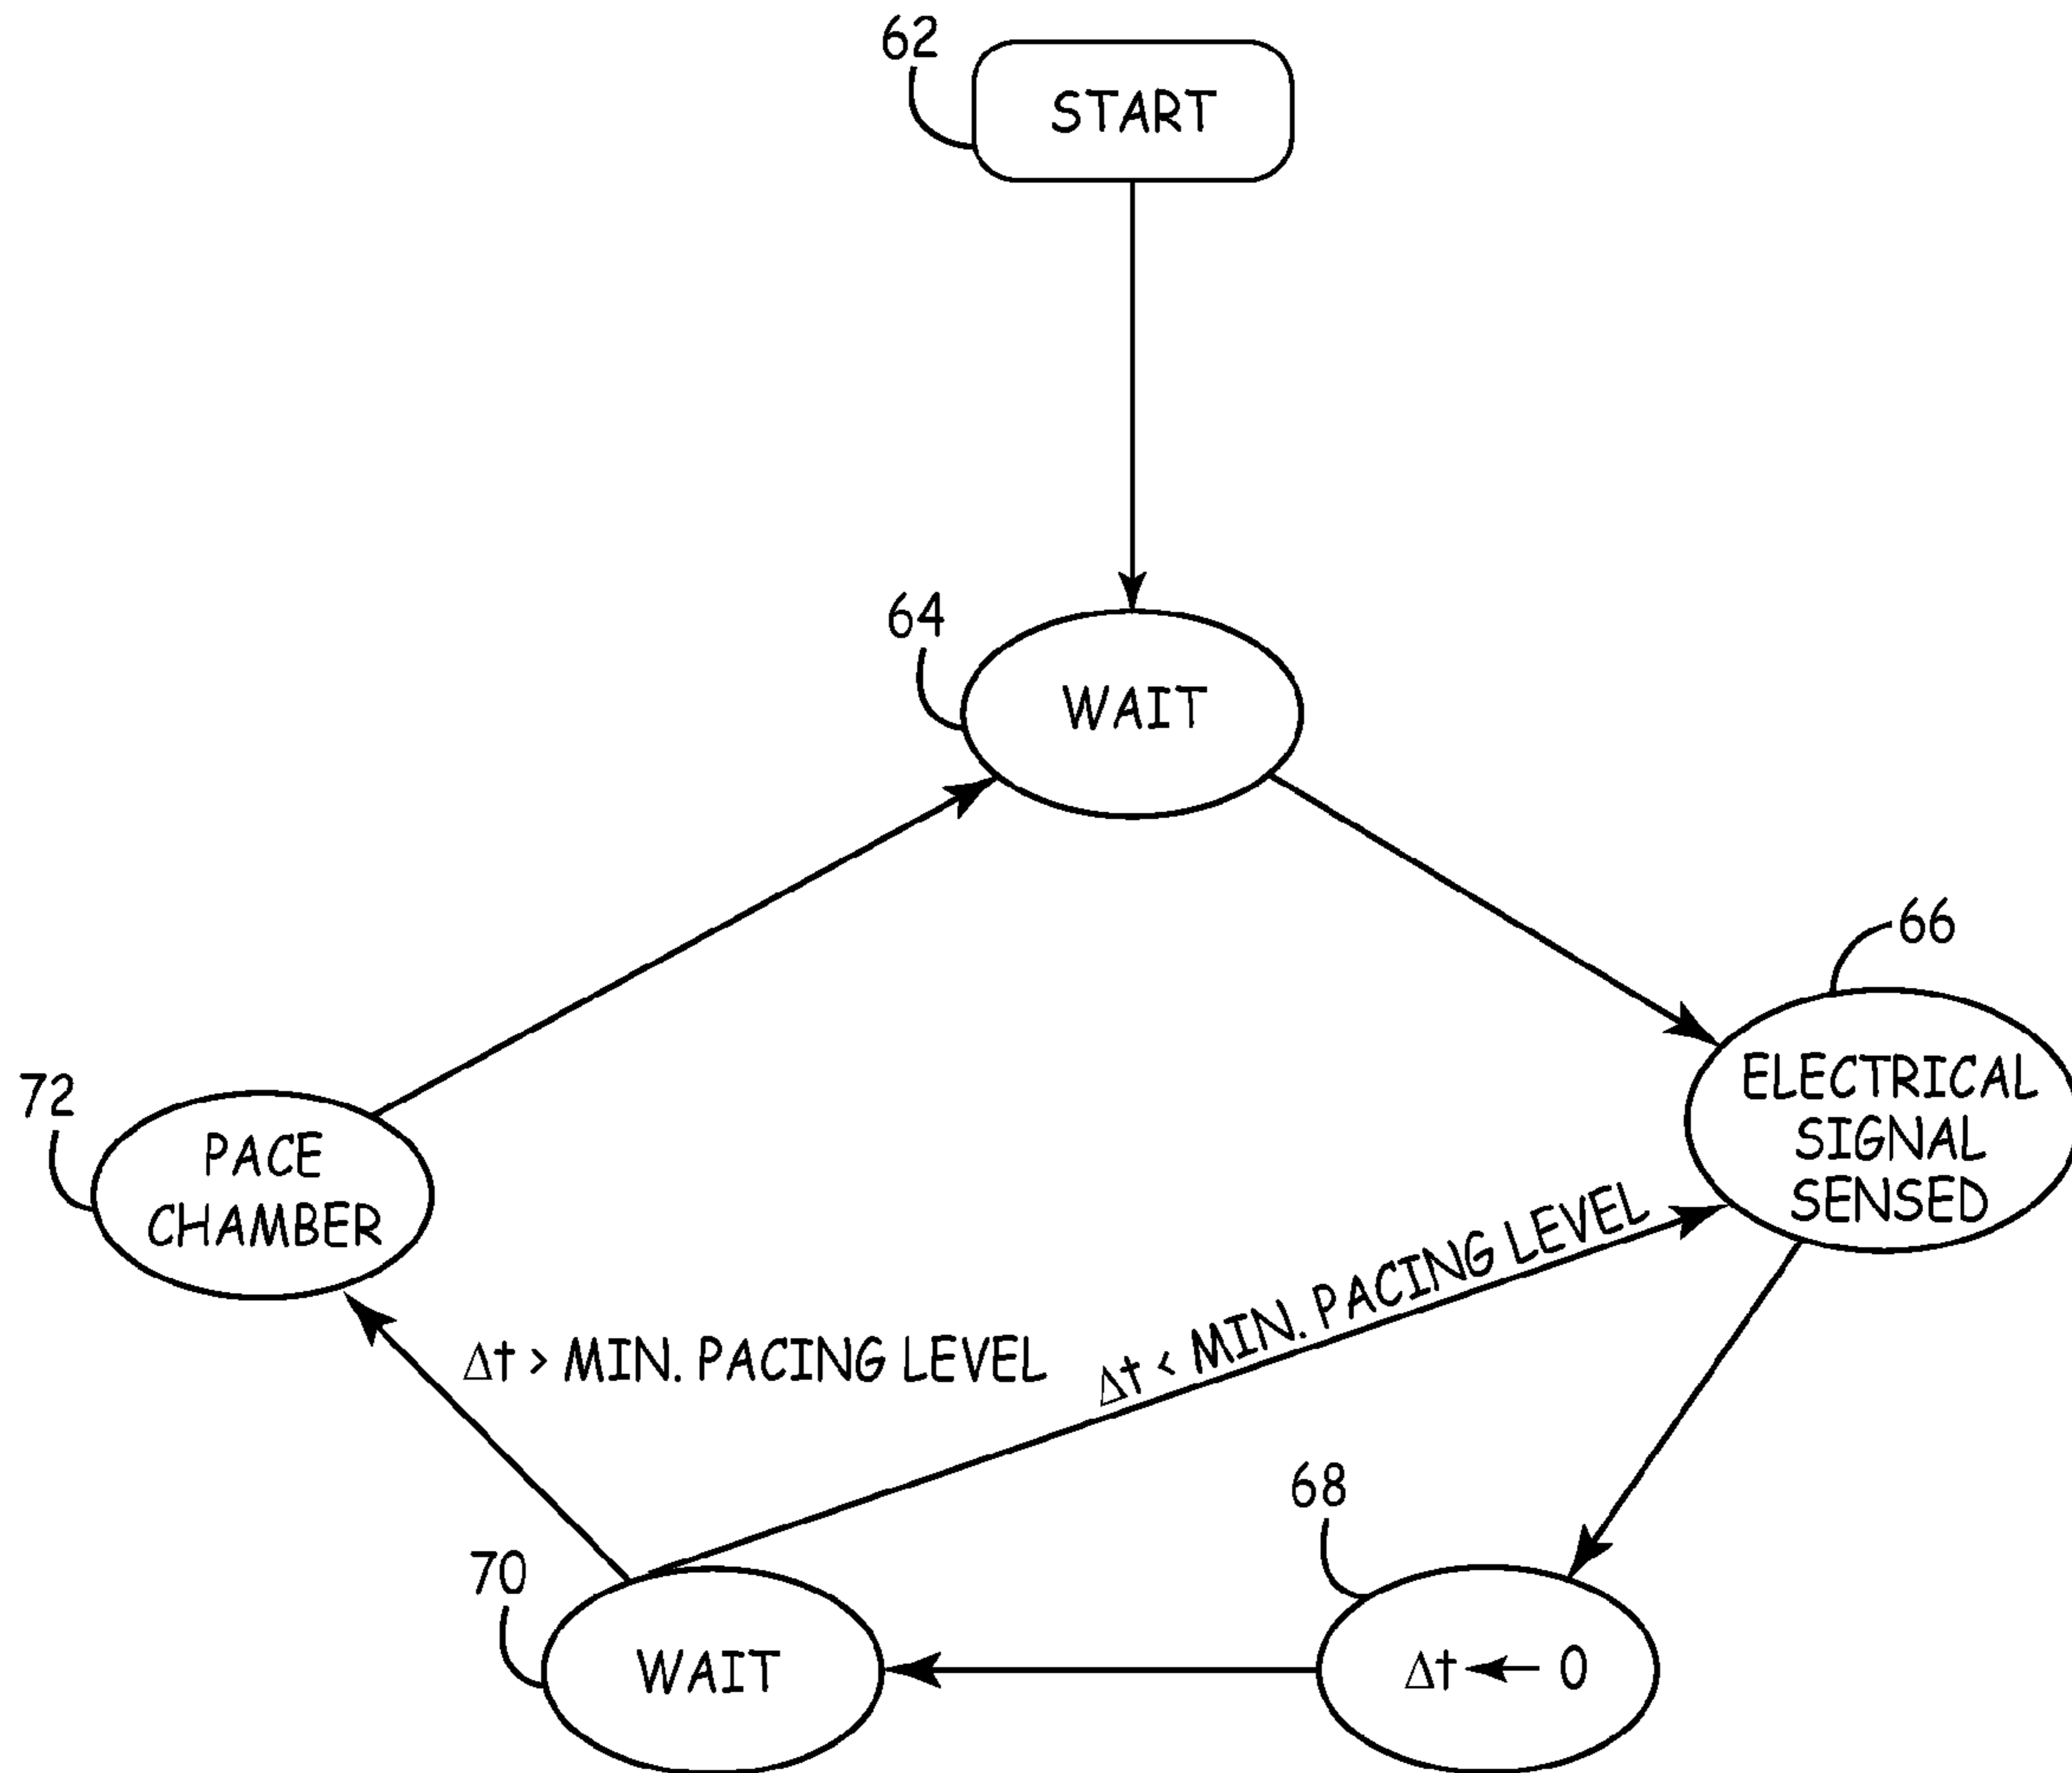 62
START
64
WAIT
66
ELECTRICAL
SIGNAL
SENSED
72
PACE
CHAMBER
Δt > MIN. PACING LEVEL
Δt < MIN. PACING LEVEL
68
Δt ← 0
70
WAIT